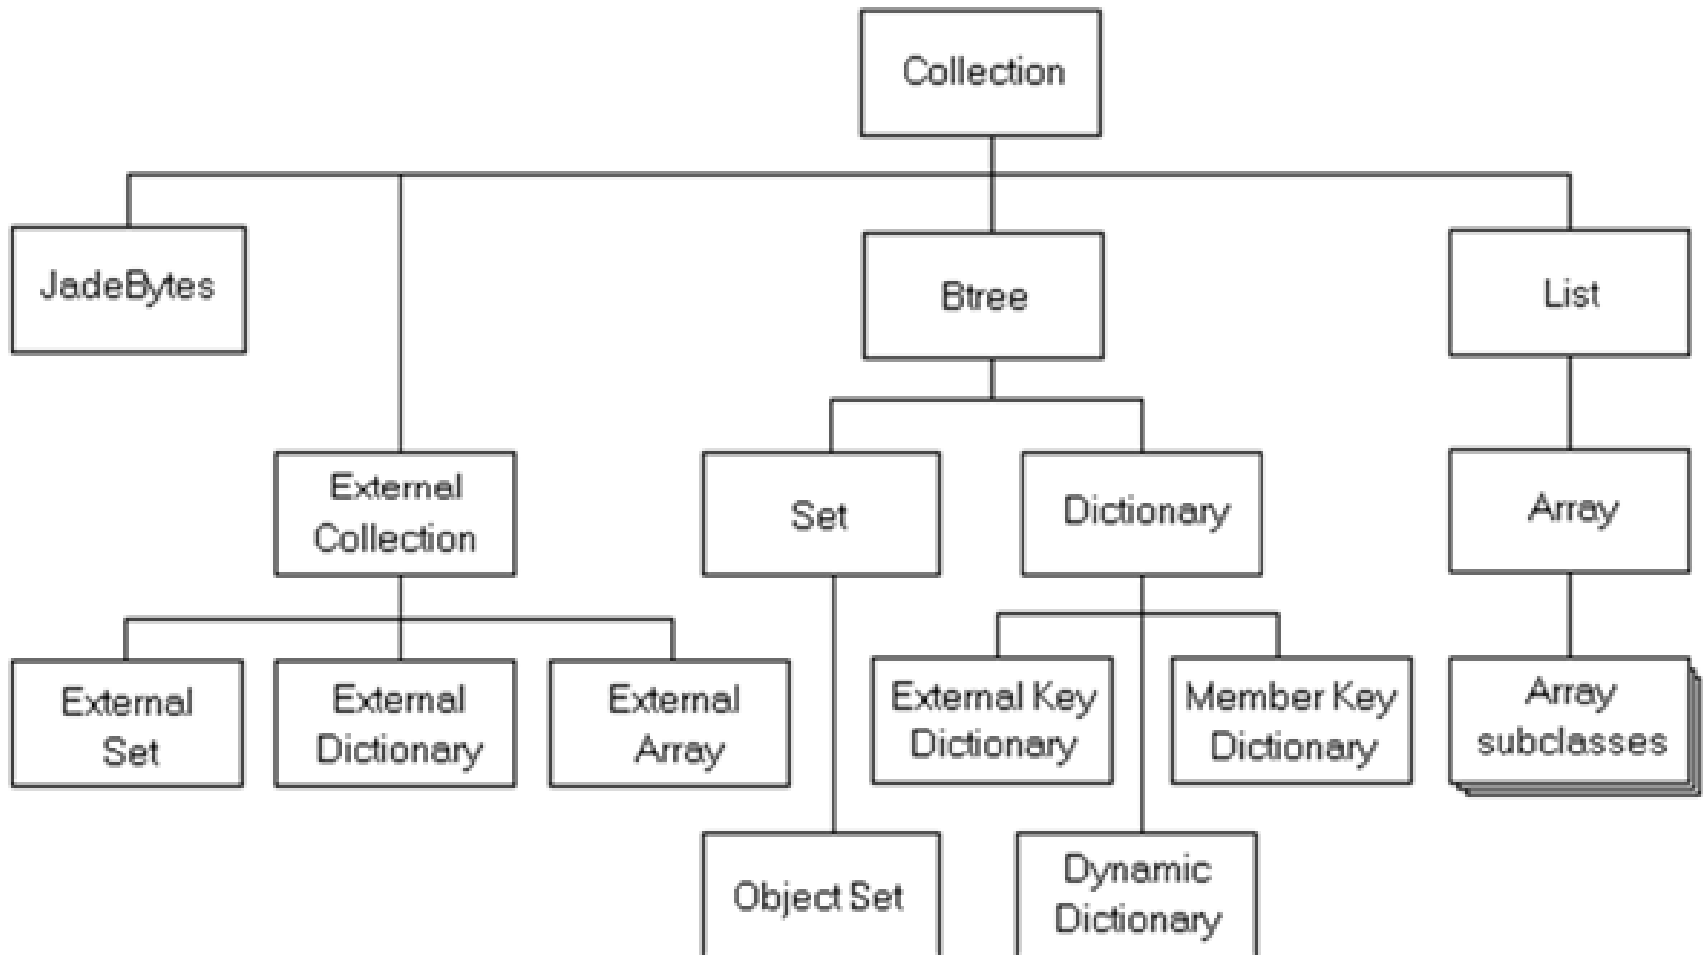 Collection
JadeBytes
Btree
List
External
Collection
Set
Dictionary
Array
External
Set
External
Dictionary
External
Array
External Key
Dictionary
Member Key
Dictionary
Array
subclasses
Object Set
Dynamic
Dictionary